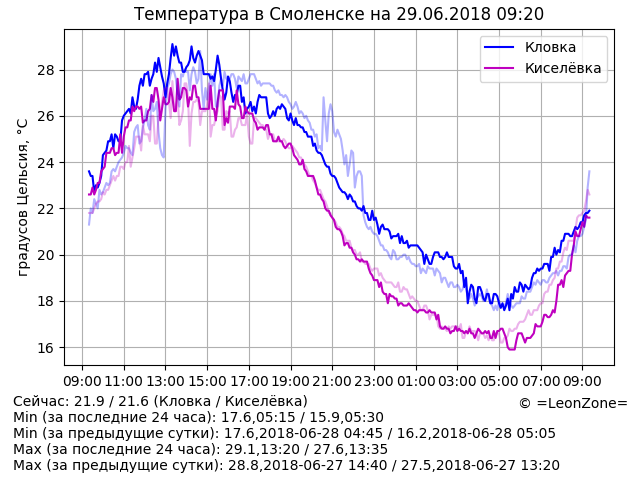 Температура в Смоленске на 29.06.2018 09:20
Кловка
Киселёвка
градусов Цельсия, °C
28
26
24
22
20
18
16
09:00 11:00 13:00 15:00 17:00 19:00 21:00 23:00 01:00 03:00 05:00 07:00 09:00
Сейчас: 21.9 / 21.6 (Кловка / Киселёвка)
© =LeonZone=
Min (за последние 24 часа): 17.6,05:15 / 15.9,05:30
Min (за предыдущие сутки): 17.6,2018-06-28 04:45 / 16.2,2018-06-28 05:05
Max (за последние 24 часа): 29.1,13:20 / 27.6,13:35
Max (за предыдущие сутки): 28.8,2018-06-27 14:40 / 27.5,2018-06-27 13:20